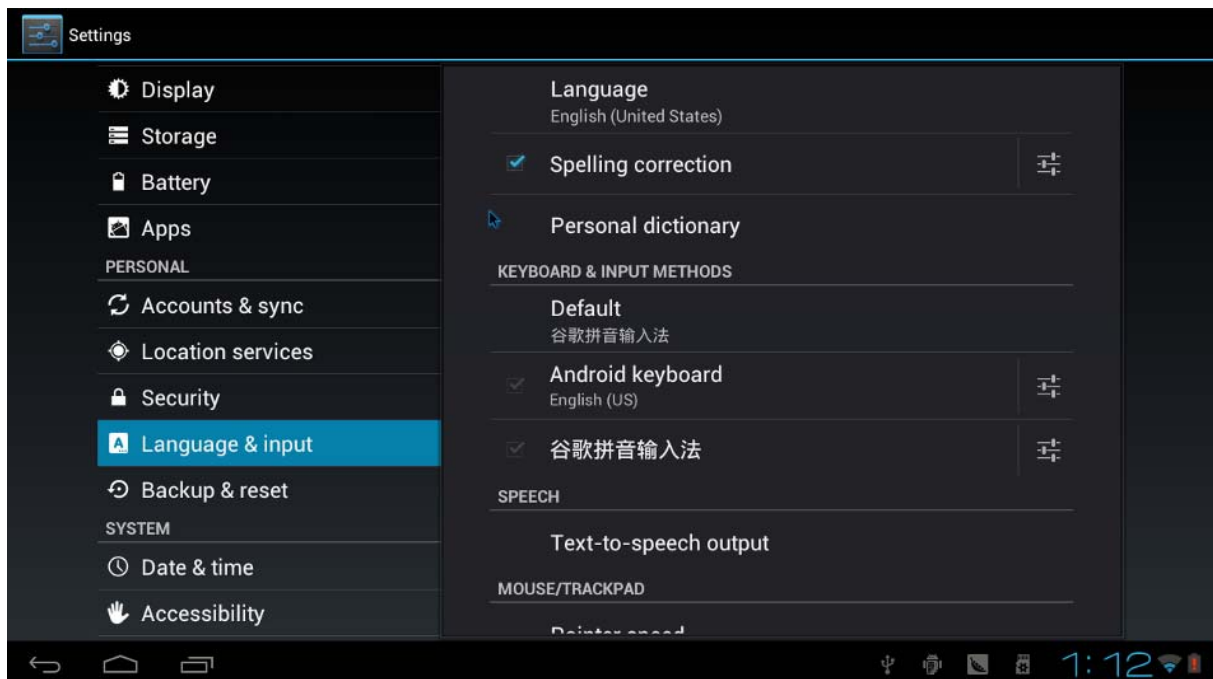 Settings
Display
Storage
Battery
Apps
PERSONAL
Accounts & sync
Location services
Security
Language & input
Backup & reset
SYSTEM
Date & time
Accessibility
Language
English (United States)
Spelling correction
Personal dictionary
KEYBOARD & INPUT METHODS
Default
谷歌拼音输入法
Android keyboard
English (US)
谷歌拼音输入法
SPEECH
Text-to-speech output
MOUSE/TRACKPAD
Pointer speed
1:12